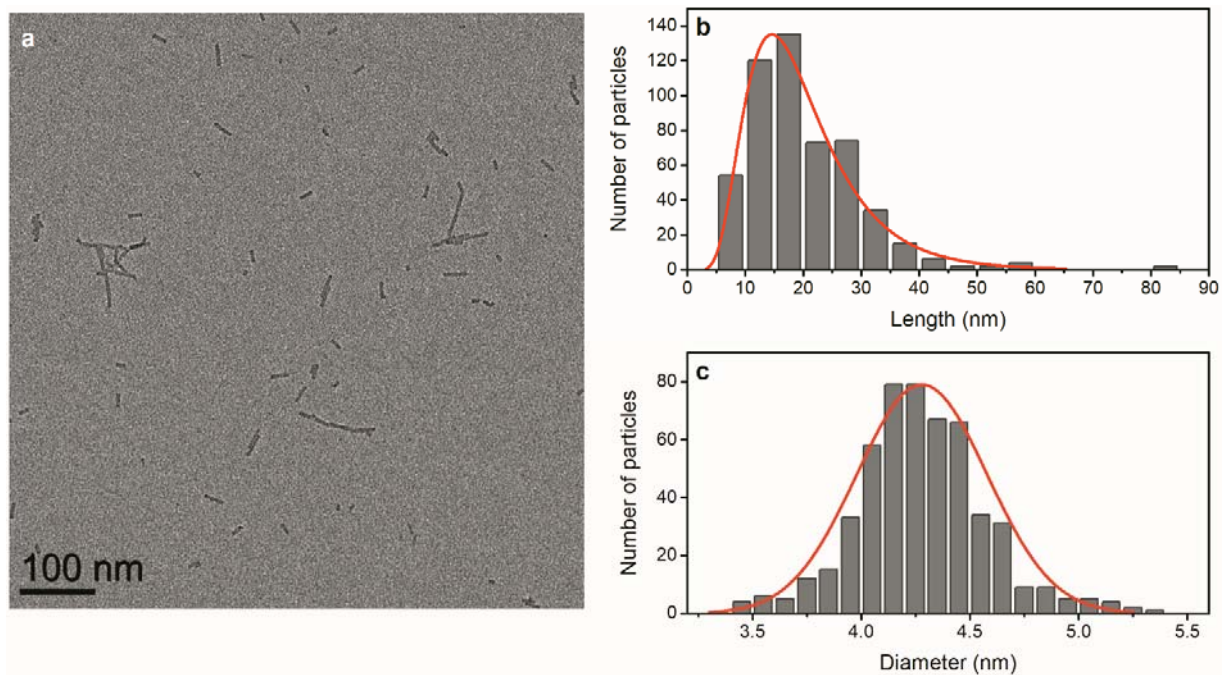 a
100 nm
b
Number of particles
140
120
100
80
60
40
20
0
0 10 20 30 40 50 60 70 80 90
Length (nm)
c
Number of particles
80
60
40
20
0
3.5 4.0 4.5 5.0 5.5
Diameter (nm)